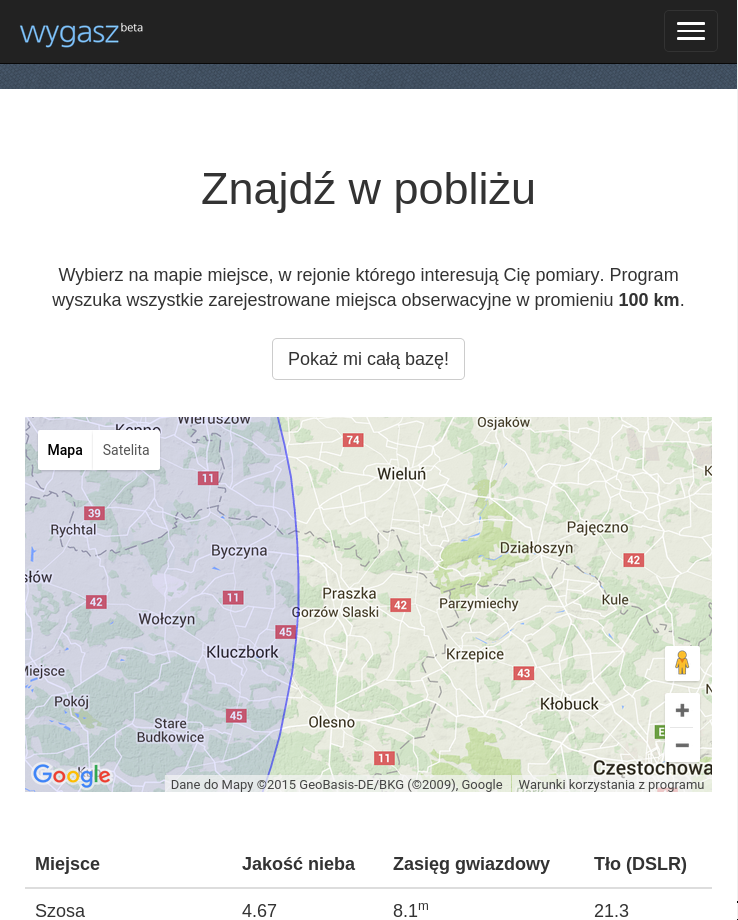 wygasz beta
Znajdź w pobliżu
Wybierz na mapie miejsce, w rejonie którego interesują Cię pomiary. Program
wyszuka wszystkie zarejestrowane miejsca obserwacyjne w promieniu 100 km.
Pokaż mi całą bazę!
Wieruszów
Osjaków
Kępno
74
Mapa
Satelita
Wieluń
11
39
Rychtal
Pajęczno
Byczyna
Działoszyn
42
Praszka
42
11
Gorzów Slaski
42
Parzymiechy
Kule
Wołczyn
45
Kluczbork
Krzepice
43
Pokój
Kłobuck
45
Stare
Budkowice
Olesno
11
Częstochowa
Google
Dane do Mapy ©2015 GeoBasis-DE/BKG (©2009), Google
Warunki korzystania z programu
Miejsce Jakość nieba Zasięg gwiazdowy Tło (DSLR)
Szosa 4.67 8.1m 21.3